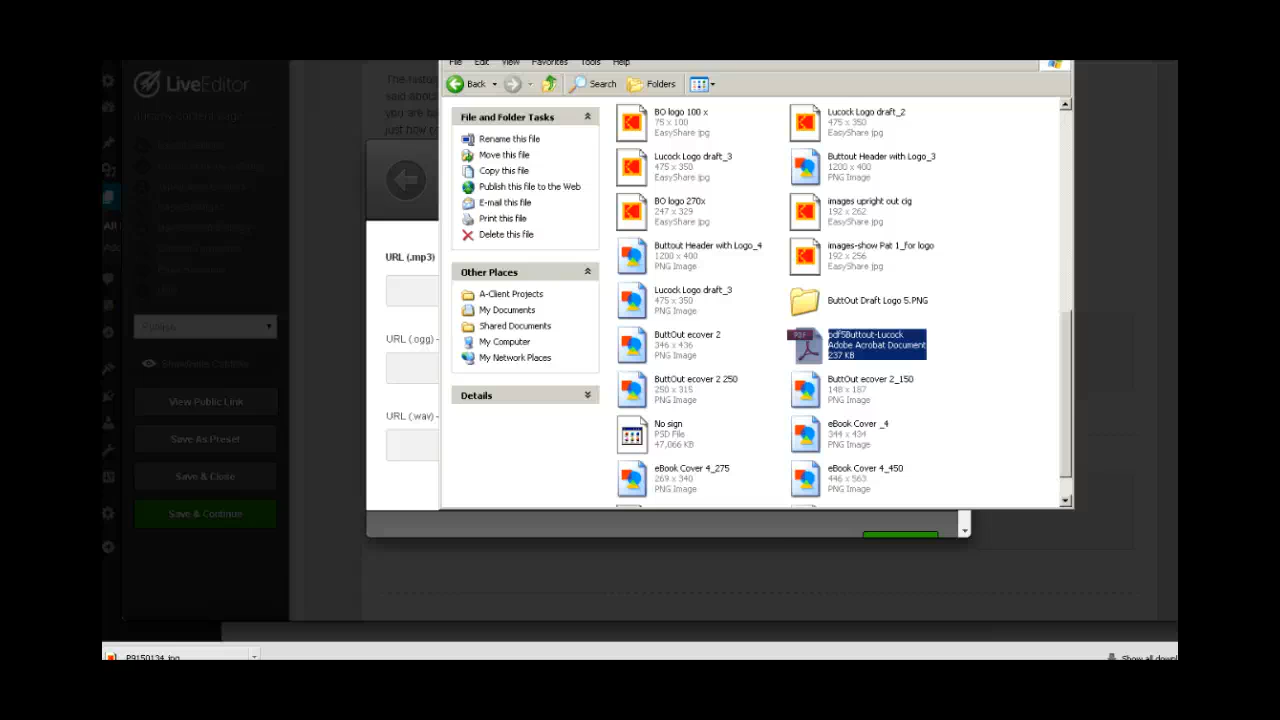 File Edit View Favorites Tools Help
LiveEditor
Back
Search
Folders
File and Folder Tasks
Rename this file
Move this file
Copy this file
Publish this file to the Web
E-mail this file
Print this file
Delete this file
Other Places
A-Client Projects
My Documents
Shared Documents
My Computer
My Network Places
Details
BO logo 100 x
75 x 100
EasyShare jpg
Lucock Logo draft_2
475 x 350
EasyShare jpg
Lucock Logo draft_3
475 x 350
EasyShare jpg
Buttout Header with Logo_3
1200 x 400
PNG Image
BO logo 270x
247 x 329
EasyShare jpg
images upright out cig
192 x 262
EasyShare jpg
Buttout Header with Logo_4
1200 x 400
PNG Image
images-show Pat 1_for logo
192 x 256
EasyShare jpg
Lucock Logo draft_3
475 x 350
PNG Image
ButtOut Draft Logo 5.PNG
ButtOut ecover 2
346 x 436
PNG Image
PDF
pdf5Buttout-Lucock
Adobe Acrobat Document
237 KB
ButtOut ecover 2 250
250 x 315
PNG Image
ButtOut ecover 2_150
148 x 187
PNG Image
No sign
PSD File
47,066 KB
eBook Cover _4
344 x 434
PNG Image
eBook Cover 4_275
269 x 340
PNG Image
eBook Cover 4_450
446 x 563
PNG Image
URL (.mp3)
URL (.ogg) -
URL (.wav) -
All
View Public Link
Save As Preset
Save & Close
Save & Continue
P9150134.jpg
Show all down